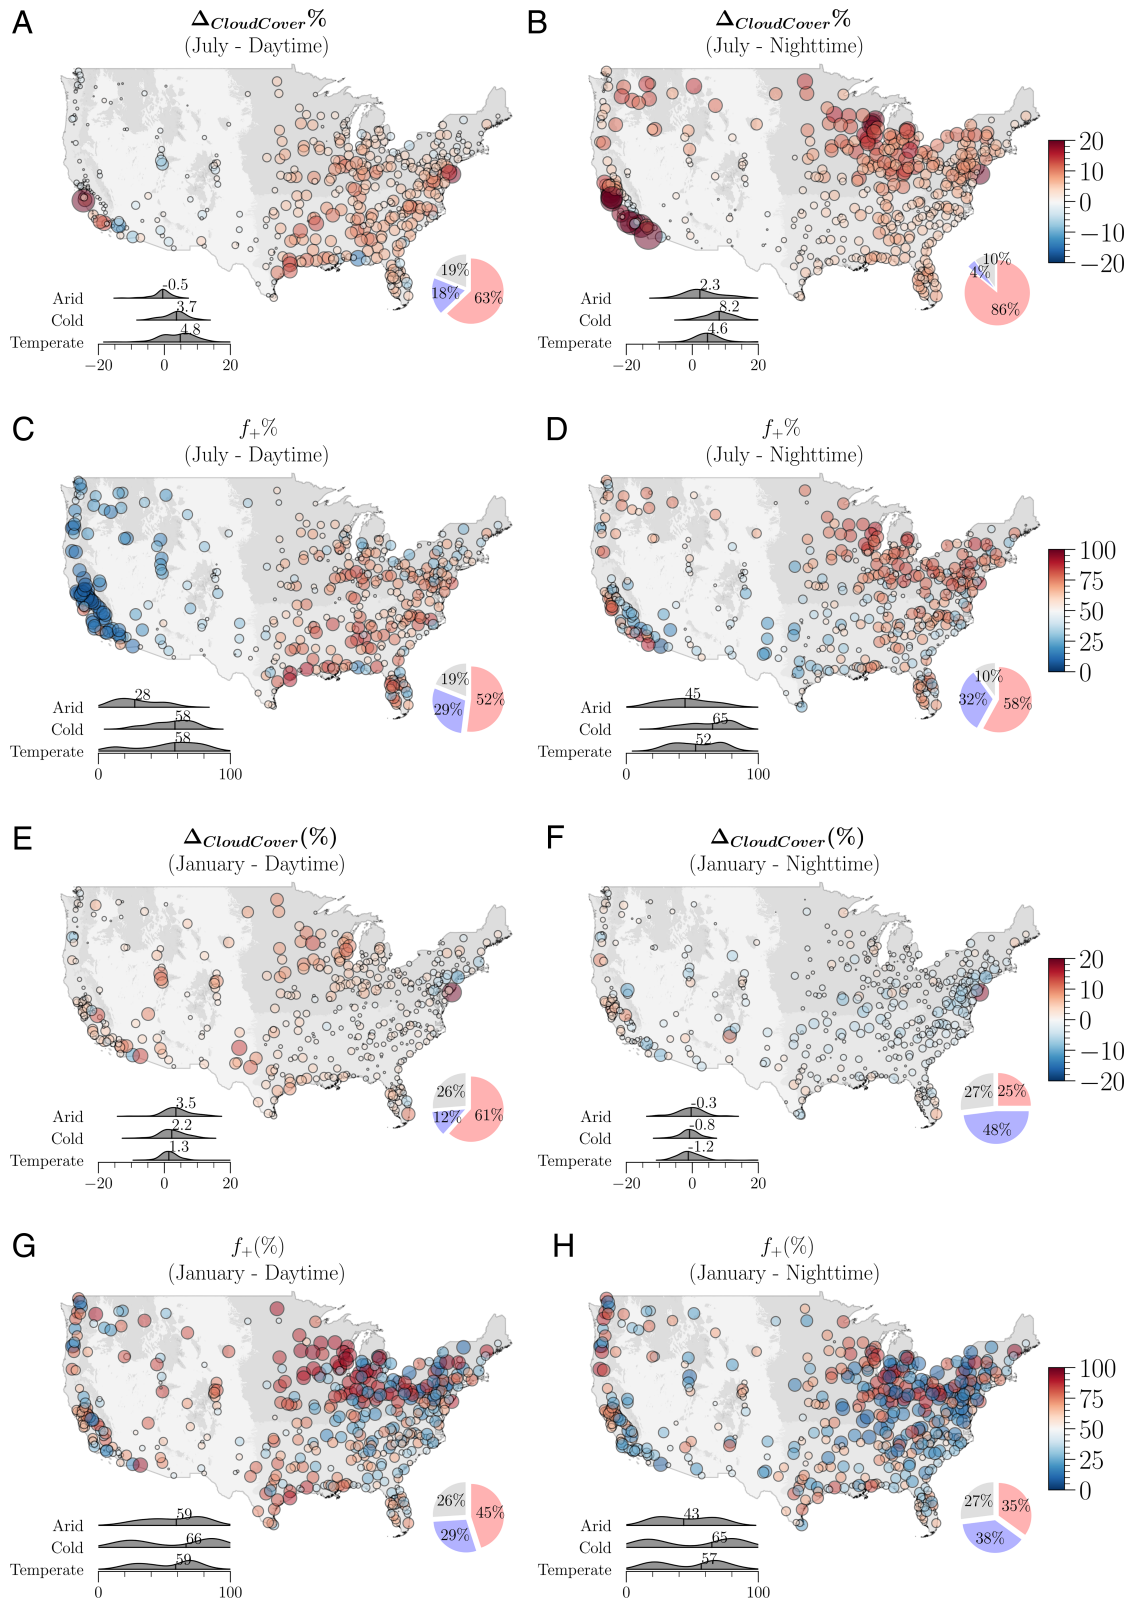 A
Δ_CloudCover%
(July - Daytime)
19%
18%
63%
Arid
-0.5
Cold
3.7
Temperate
4.8
−20
0
20
B
Δ_CloudCover%
(July - Nighttime)
10%
4%
86%
Arid
2.3
Cold
8.2
Temperate
4.6
−20
0
20
20
10
0
−10
−20
C
f₊%
(July - Daytime)
19%
29%
52%
Arid
28
Cold
58
Temperate
58
0
100
D
f₊%
(July - Nighttime)
10%
32%
58%
Arid
45
Cold
65
Temperate
52
0
100
100
75
50
25
0
E
Δ_CloudCover(%)
(January - Daytime)
26%
12%
61%
Arid
3.5
Cold
2.2
Temperate
1.3
−20
0
20
F
Δ_CloudCover(%)
(January - Nighttime)
27%
25%
48%
Arid
-0.3
Cold
-0.8
Temperate
-1.2
−20
0
20
20
10
0
−10
−20
G
f₊(%)
(January - Daytime)
26%
45%
29%
Arid
59
Cold
66
Temperate
59
0
100
H
f₊(%)
(January - Nighttime)
27%
35%
38%
Arid
43
Cold
65
Temperate
57
0
100
100
75
50
25
0